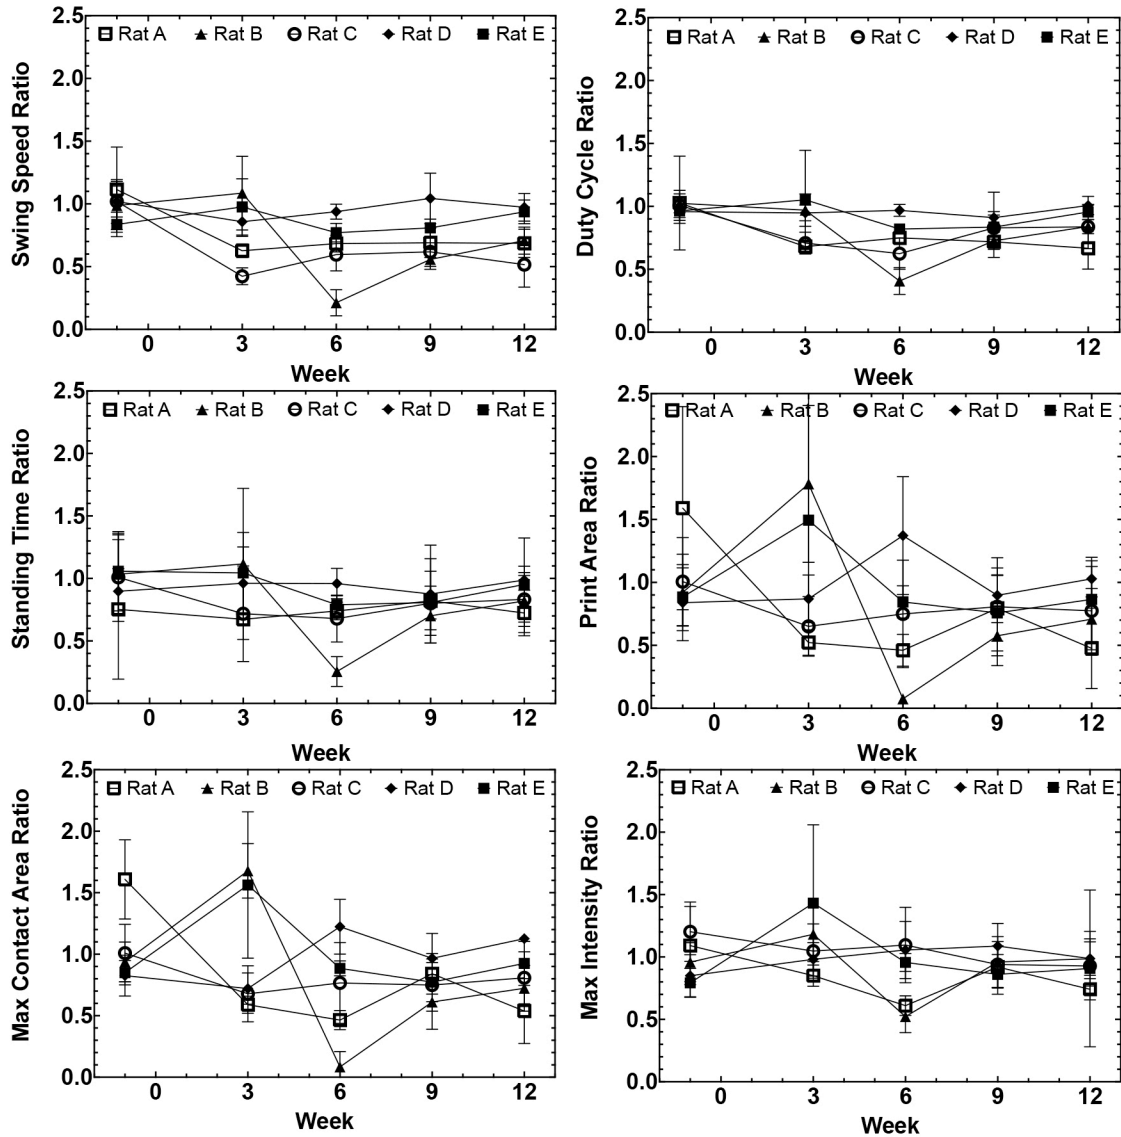 Swing Speed Ratio
2.5
2.0
1.5
1.0
0.5
0.0
Rat A Rat B Rat C Rat D Rat E
0 3 6 9 12
Week
Duty Cycle Ratio
2.5
2.0
1.5
1.0
0.5
0.0
Rat A Rat B Rat C Rat D Rat E
0 3 6 9 12
Week
Standing Time Ratio
2.5
2.0
1.5
1.0
0.5
0.0
Rat A Rat B Rat C Rat D Rat E
0 3 6 9 12
Week
Print Area Ratio
2.5
2.0
1.5
1.0
0.5
0.0
Rat A Rat B Rat C Rat D Rat E
0 3 6 9 12
Week
Max Contact Area Ratio
2.5
2.0
1.5
1.0
0.5
0.0
Rat A Rat B Rat C Rat D Rat E
0 3 6 9 12
Week
Max Intensity Ratio
2.5
2.0
1.5
1.0
0.5
0.0
Rat A Rat B Rat C Rat D Rat E
0 3 6 9 12
Week